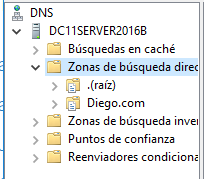 DNS
DC11SERVER2016B
Búsquedas en caché
Zonas de búsqueda direc
.(raíz)
Diego.com
Zonas de búsqueda inver
Puntos de confianza
Reenviadores condiciona